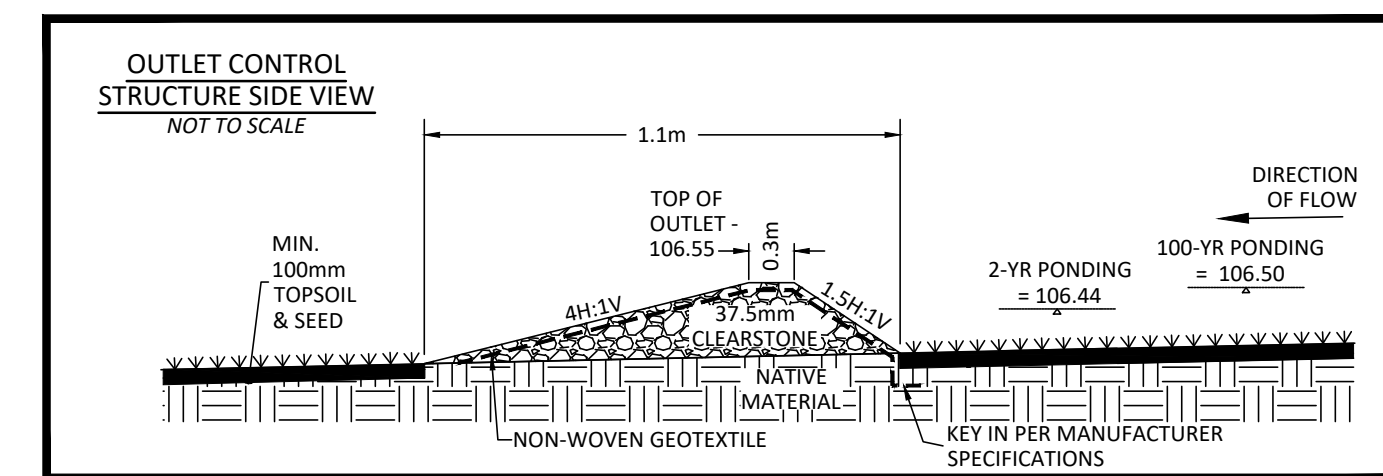 OUTLET CONTROL
STRUCTURE SIDE VIEW
NOT TO SCALE
1.1m
DIRECTION
OF FLOW
TOP OF
OUTLET -
106.55
0.3m
MIN.
100mm
TOPSOIL
& SEED
2-YR PONDING
= 106.44
100-YR PONDING
= 106.50
4H:1V
1.5H:1V
37.5mm
CLEARSTONE
NATIVE
MATERIAL
NON-WOVEN GEOTEXTILE
KEY IN PER MANUFACTURER
SPECIFICATIONS